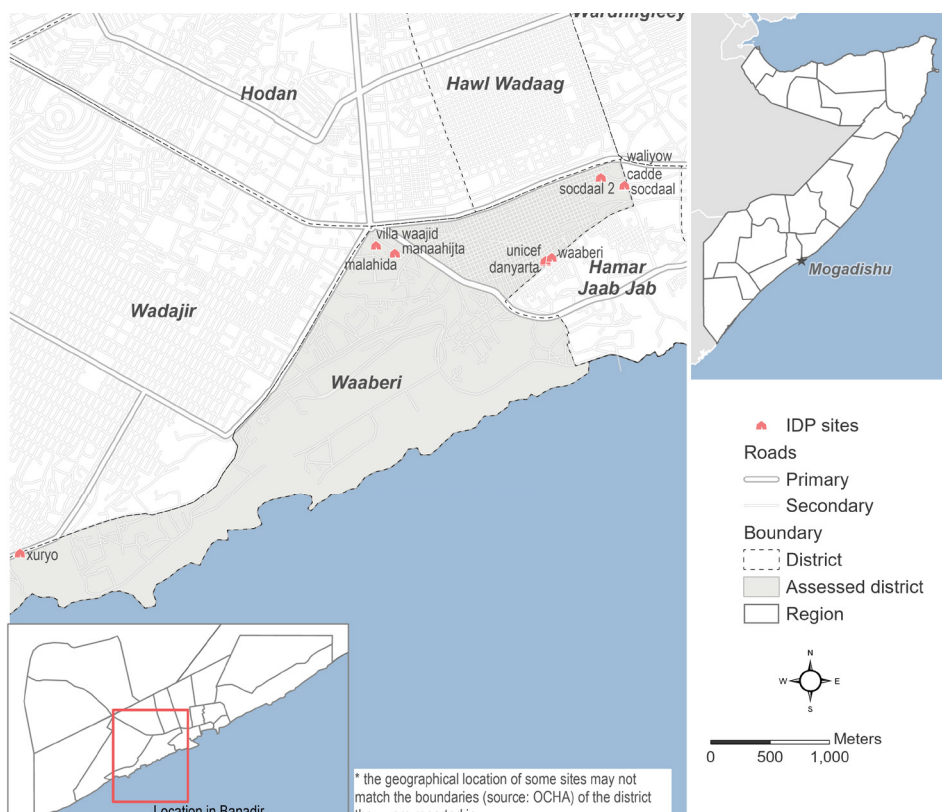 Wardhiigleey
Hodan
Hawl Wadaag
waliyow
cadde
socdaal 2
socdaal
villa waajid
manaahijta
malahida
unicef
waaberi
danyarta
Hamar
Jaab Jab
Wadajir
Waaberi
xuryo
Mogadishu
IDP sites
Roads
Primary
Secondary
Boundary
District
Assessed district
Region
N
W
E
S
Meters
0
500
1,000
Location in Banadir
* the geographical location of some sites may not
match the boundaries (source: OCHA) of the district